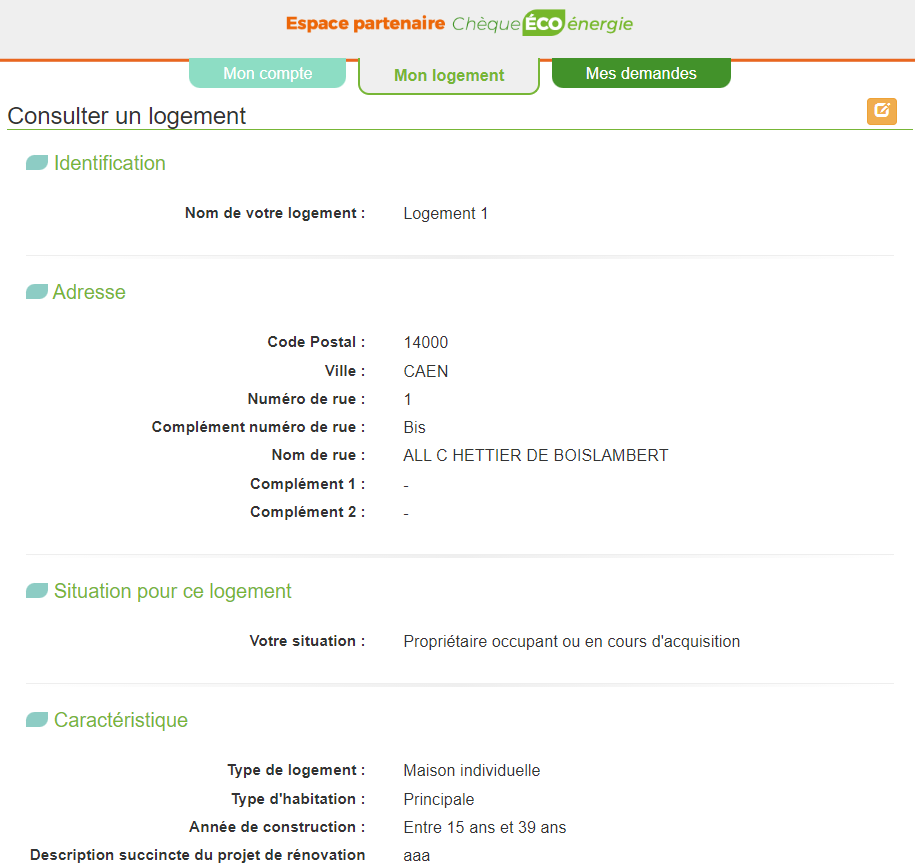 Espace partenaire Chèque ÉCO énergie
Mon compte Mon logement Mes demandes
Consulter un logement
Identification
Nom de votre logement : Logement 1
Adresse
Code Postal : 14000
Ville : CAEN
Numéro de rue : 1
Complément numéro de rue : Bis
Nom de rue : ALL C HETTIER DE BOISLAMBERT
Complément 1 : -
Complément 2 : -
Situation pour ce logement
Votre situation : Propriétaire occupant ou en cours d'acquisition
Caractéristique
Type de logement : Maison individuelle
Type d'habitation : Principale
Année de construction : Entre 15 ans et 39 ans
Description succincte du projet de rénovation aaa